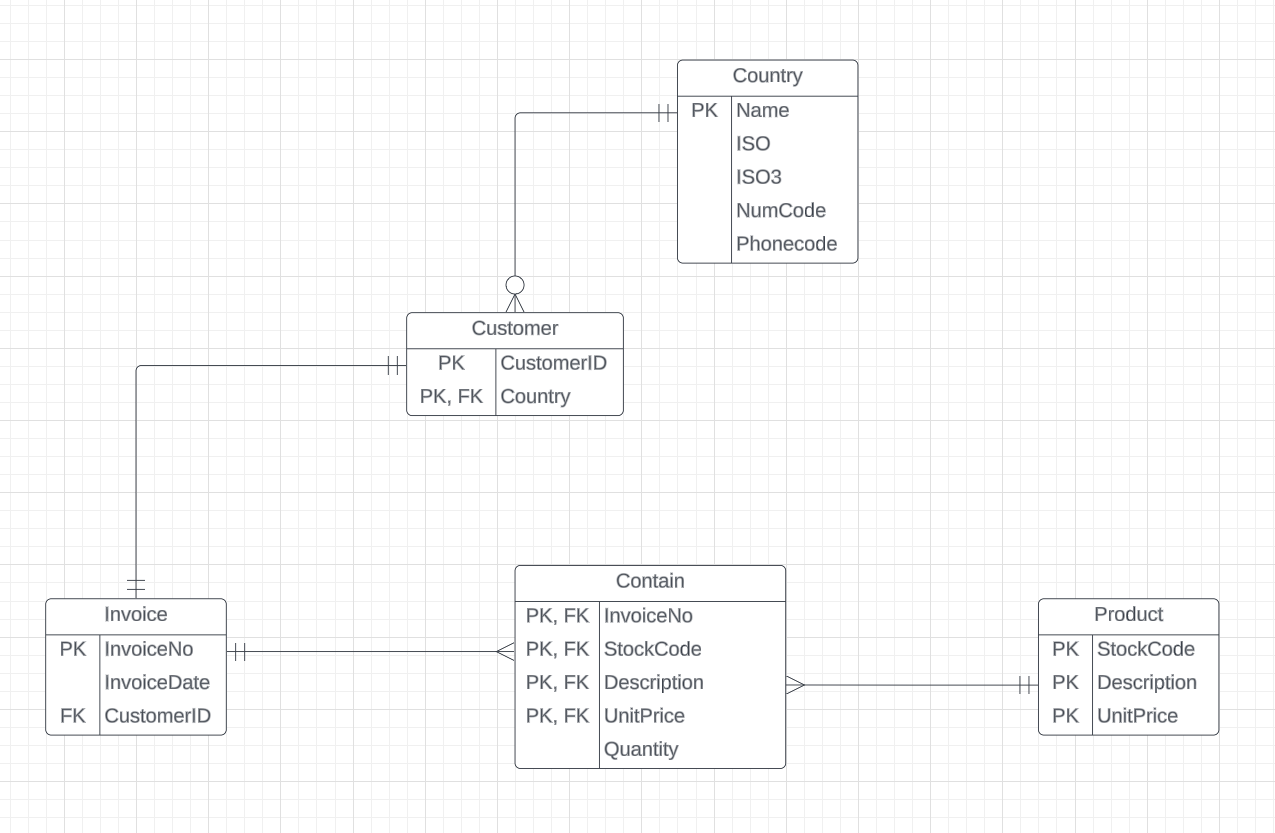 Country
PK Name
ISO
ISO3
NumCode
Phonecode
Customer
PK CustomerID
PK, FK Country
Contain
PK, FK InvoiceNo
PK, FK StockCode
PK, FK Description
PK, FK UnitPrice
Quantity
Invoice
PK InvoiceNo
InvoiceDate
FK CustomerID
Product
PK StockCode
PK Description
PK UnitPrice